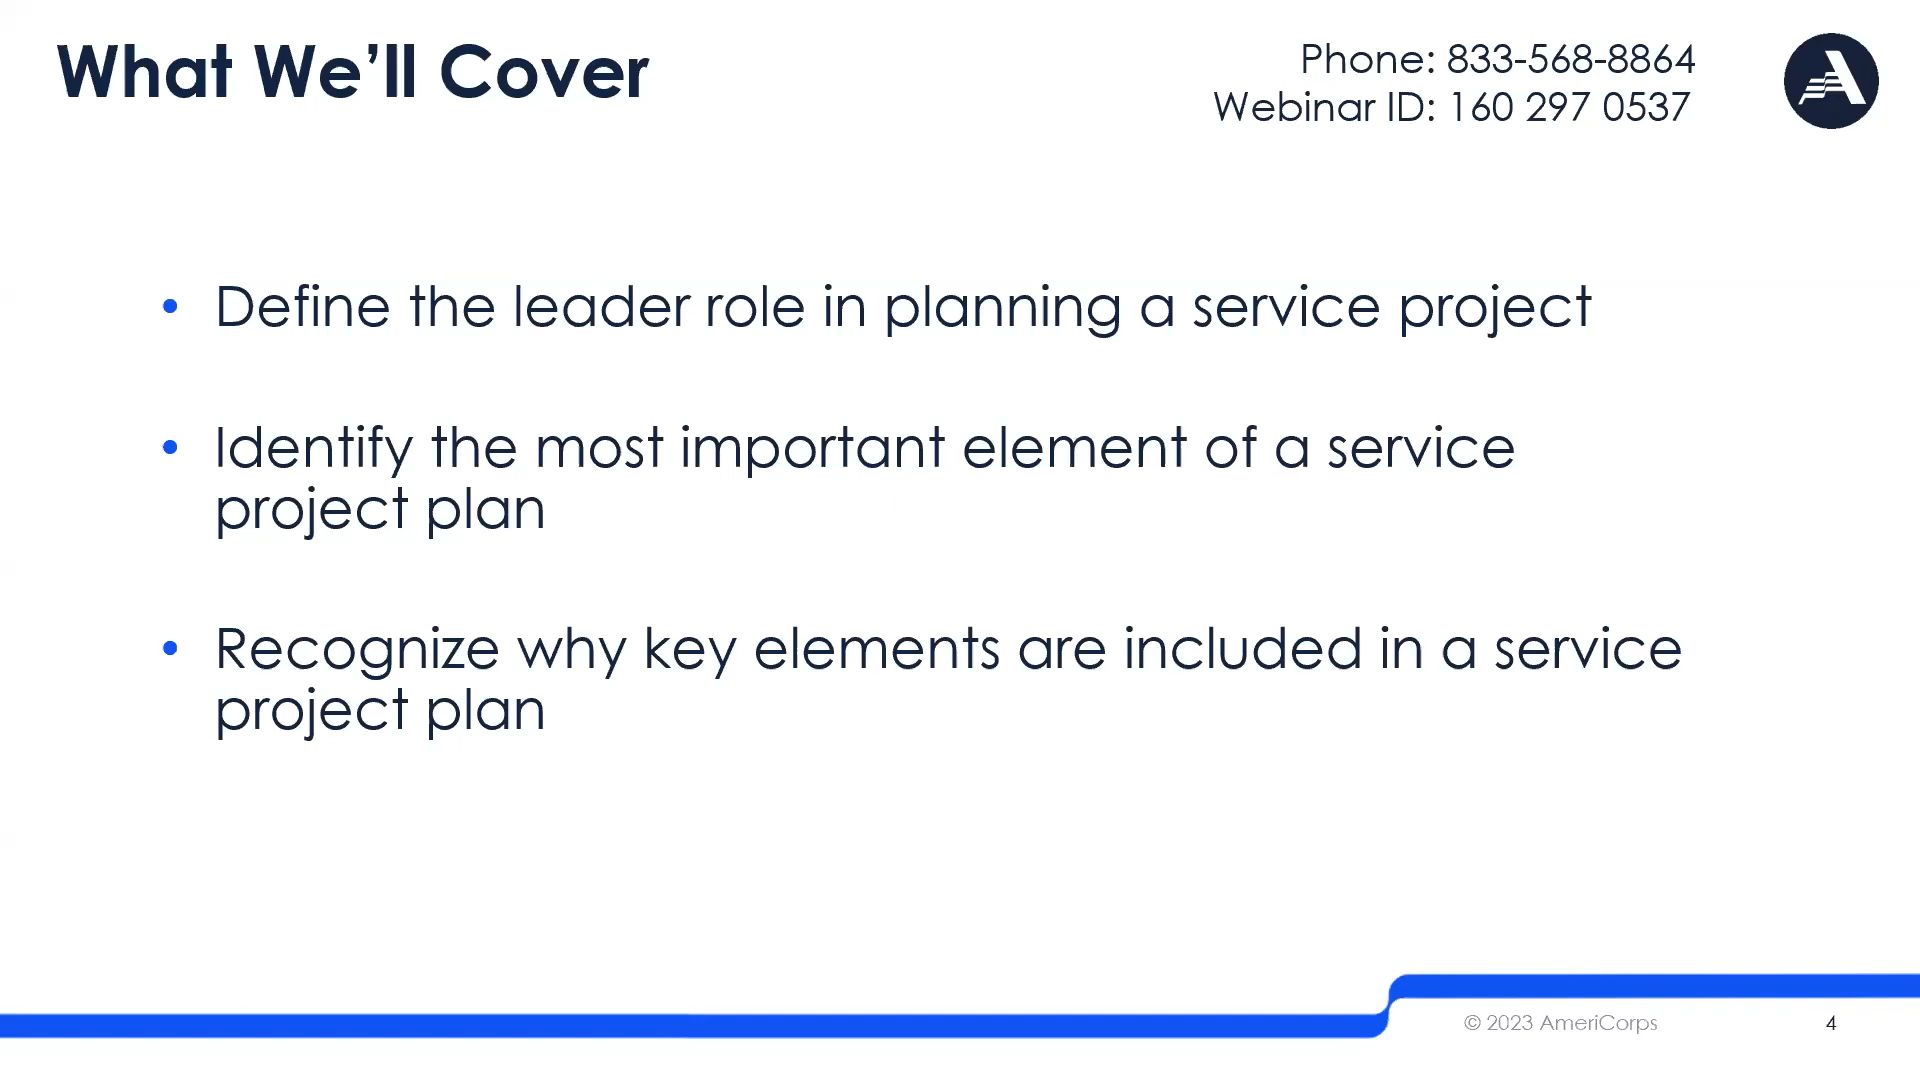 What We’ll Cover
Phone: 833-568-8864
Webinar ID: 160 297 0537
• Define the leader role in planning a service project
• Identify the most important element of a service
project plan
• Recognize why key elements are included in a service
project plan
© 2023 AmeriCorps
4